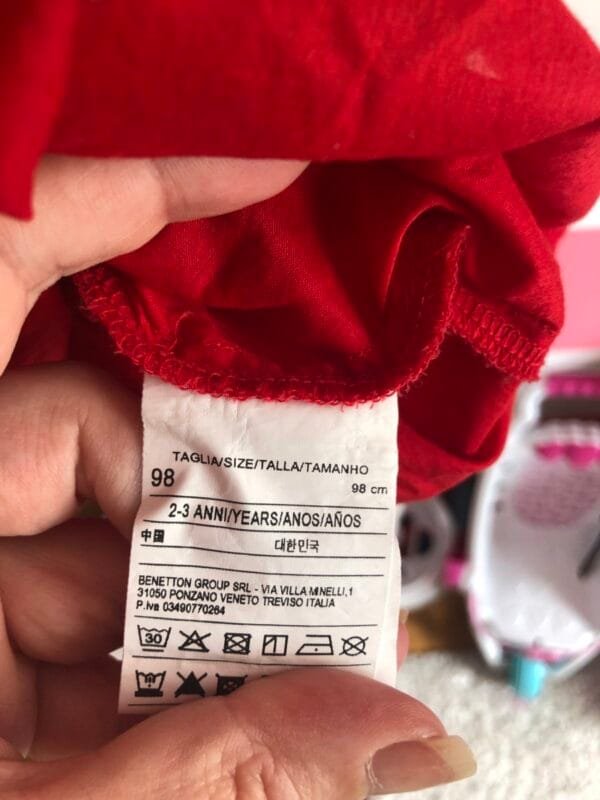 TAGLIA/SIZE/TALLA/TAMANHO
98 98 cm
2-3 ANNI/YEARS/ANOS/AÑOS
中国 대한민국
BENETTON GROUP SRL - VIA VILLA MINELLI,1
31050 PONZANO VENETO TREVISO ITALIA
P.iva 03490770264
30